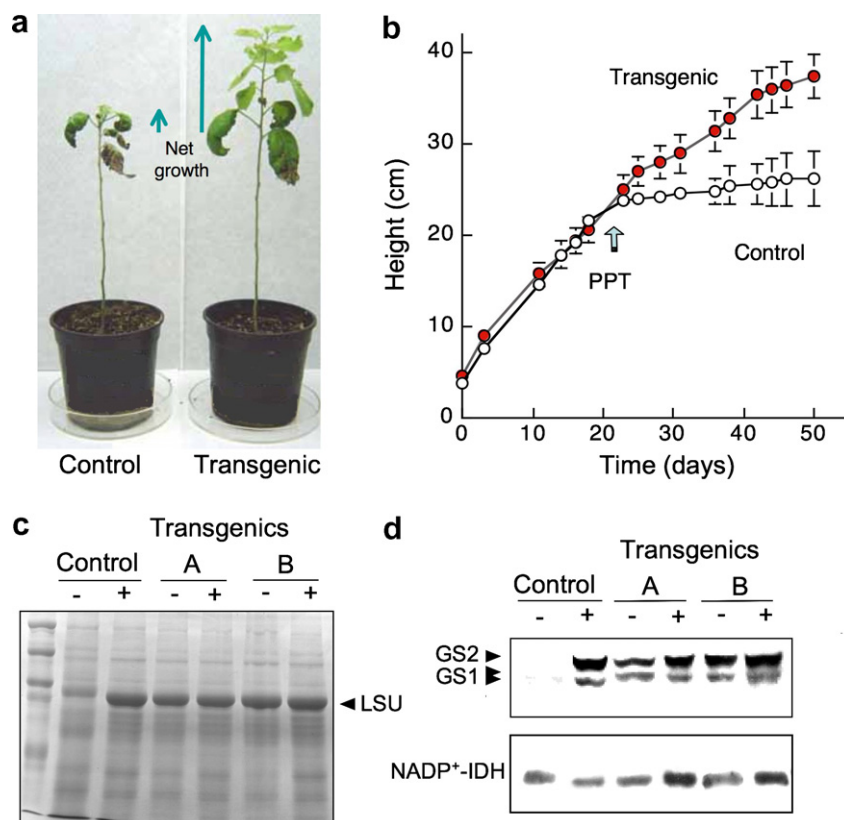 a
Net
growth
Control
Transgenic
b
40
30
20
10
0
Height (cm)
Transgenic
PPT
Control
0 10 20 30 40 50
Time (days)
c
Transgenics
Control A B
- + - + - +
LSU
d
Transgenics
Control A B
- + - + - +
GS2
GS1
NADP⁺-IDH